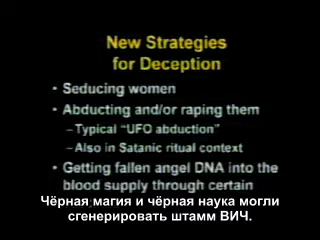 New Strategies
for Deception
• Seducing women
• Abducting and/or raping them
– Typical “UFO abduction”
– Also in Satanic ritual context
• Getting fallen angel DNA into the
blood supply through certain
Чёрная магия и чёрная наука могли
сгенерировать штамм ВИЧ.